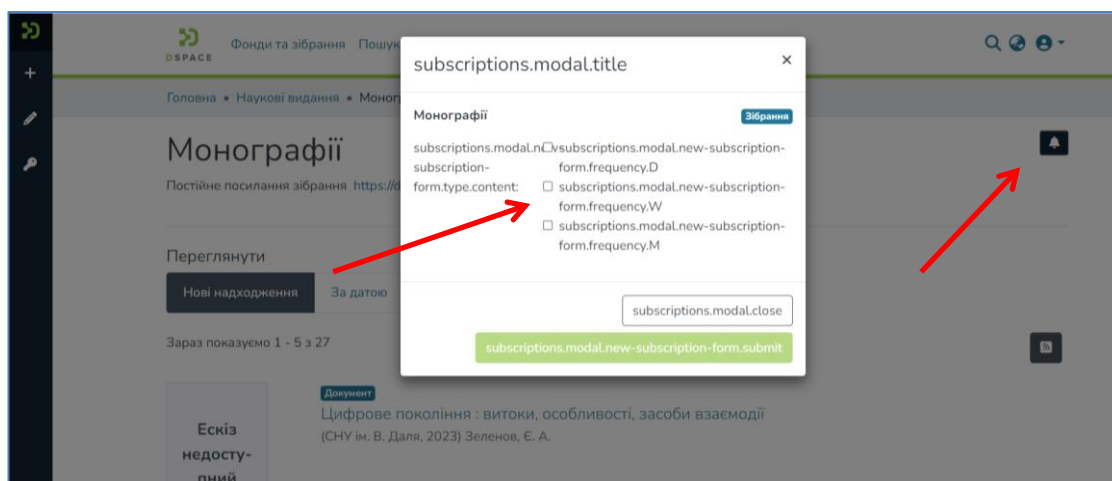 DSPACE
Фонди та зібрання Пошук
Головна • Наукові видання • Моног
subscriptions.modal.title ×
Монографії Зібрання
subscriptions.modal.n
subscription-
form.type.content:
vsubscriptions.modal.new-subscription-
form.frequency.D
subscriptions.modal.new-subscription-
form.frequency.W
subscriptions.modal.new-subscription-
form.frequency.M
subscriptions.modal.close
subscriptions.modal.new-subscription-form.submit
Монографії
Постійне посилання зібрання https://d
Переглянути
Нові надходження За датою
Зараз показуємо 1 - 5 з 27
Ескіз
недосту-
пний
Документ
Цифрове покоління : витоки, особливості, засоби взаємодії
(СНУ ім. В. Даля, 2023) Зеленов, Є. А.